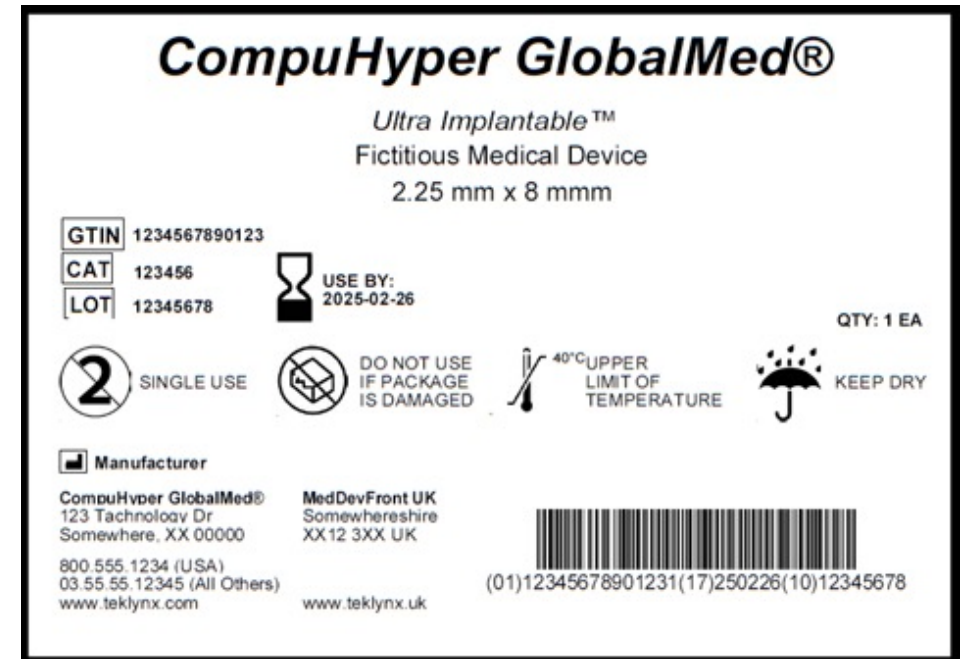 CompuHyper GlobalMed®
Ultra Implantable™
Fictitious Medical Device
2.25 mm x 8 mmm
GTIN 1234567890123
CAT 123456
LOT 12345678
USE BY:
2025-02-26
QTY: 1 EA
2 SINGLE USE
DO NOT USE
IF PACKAGE
IS DAMAGED
40°C UPPER
LIMIT OF
TEMPERATURE
KEEP DRY
Manufacturer
CompuHyper GlobalMed®
123 Tachnology Dr
Somewhere, XX 00000
800.555.1234 (USA)
03.55.55.12345 (All Others)
www.teklynx.com
MedDevFront UK
Somewhereshire
XX12 3XX UK
www.teklynx.uk
(01)12345678901231(17)250226(10)12345678